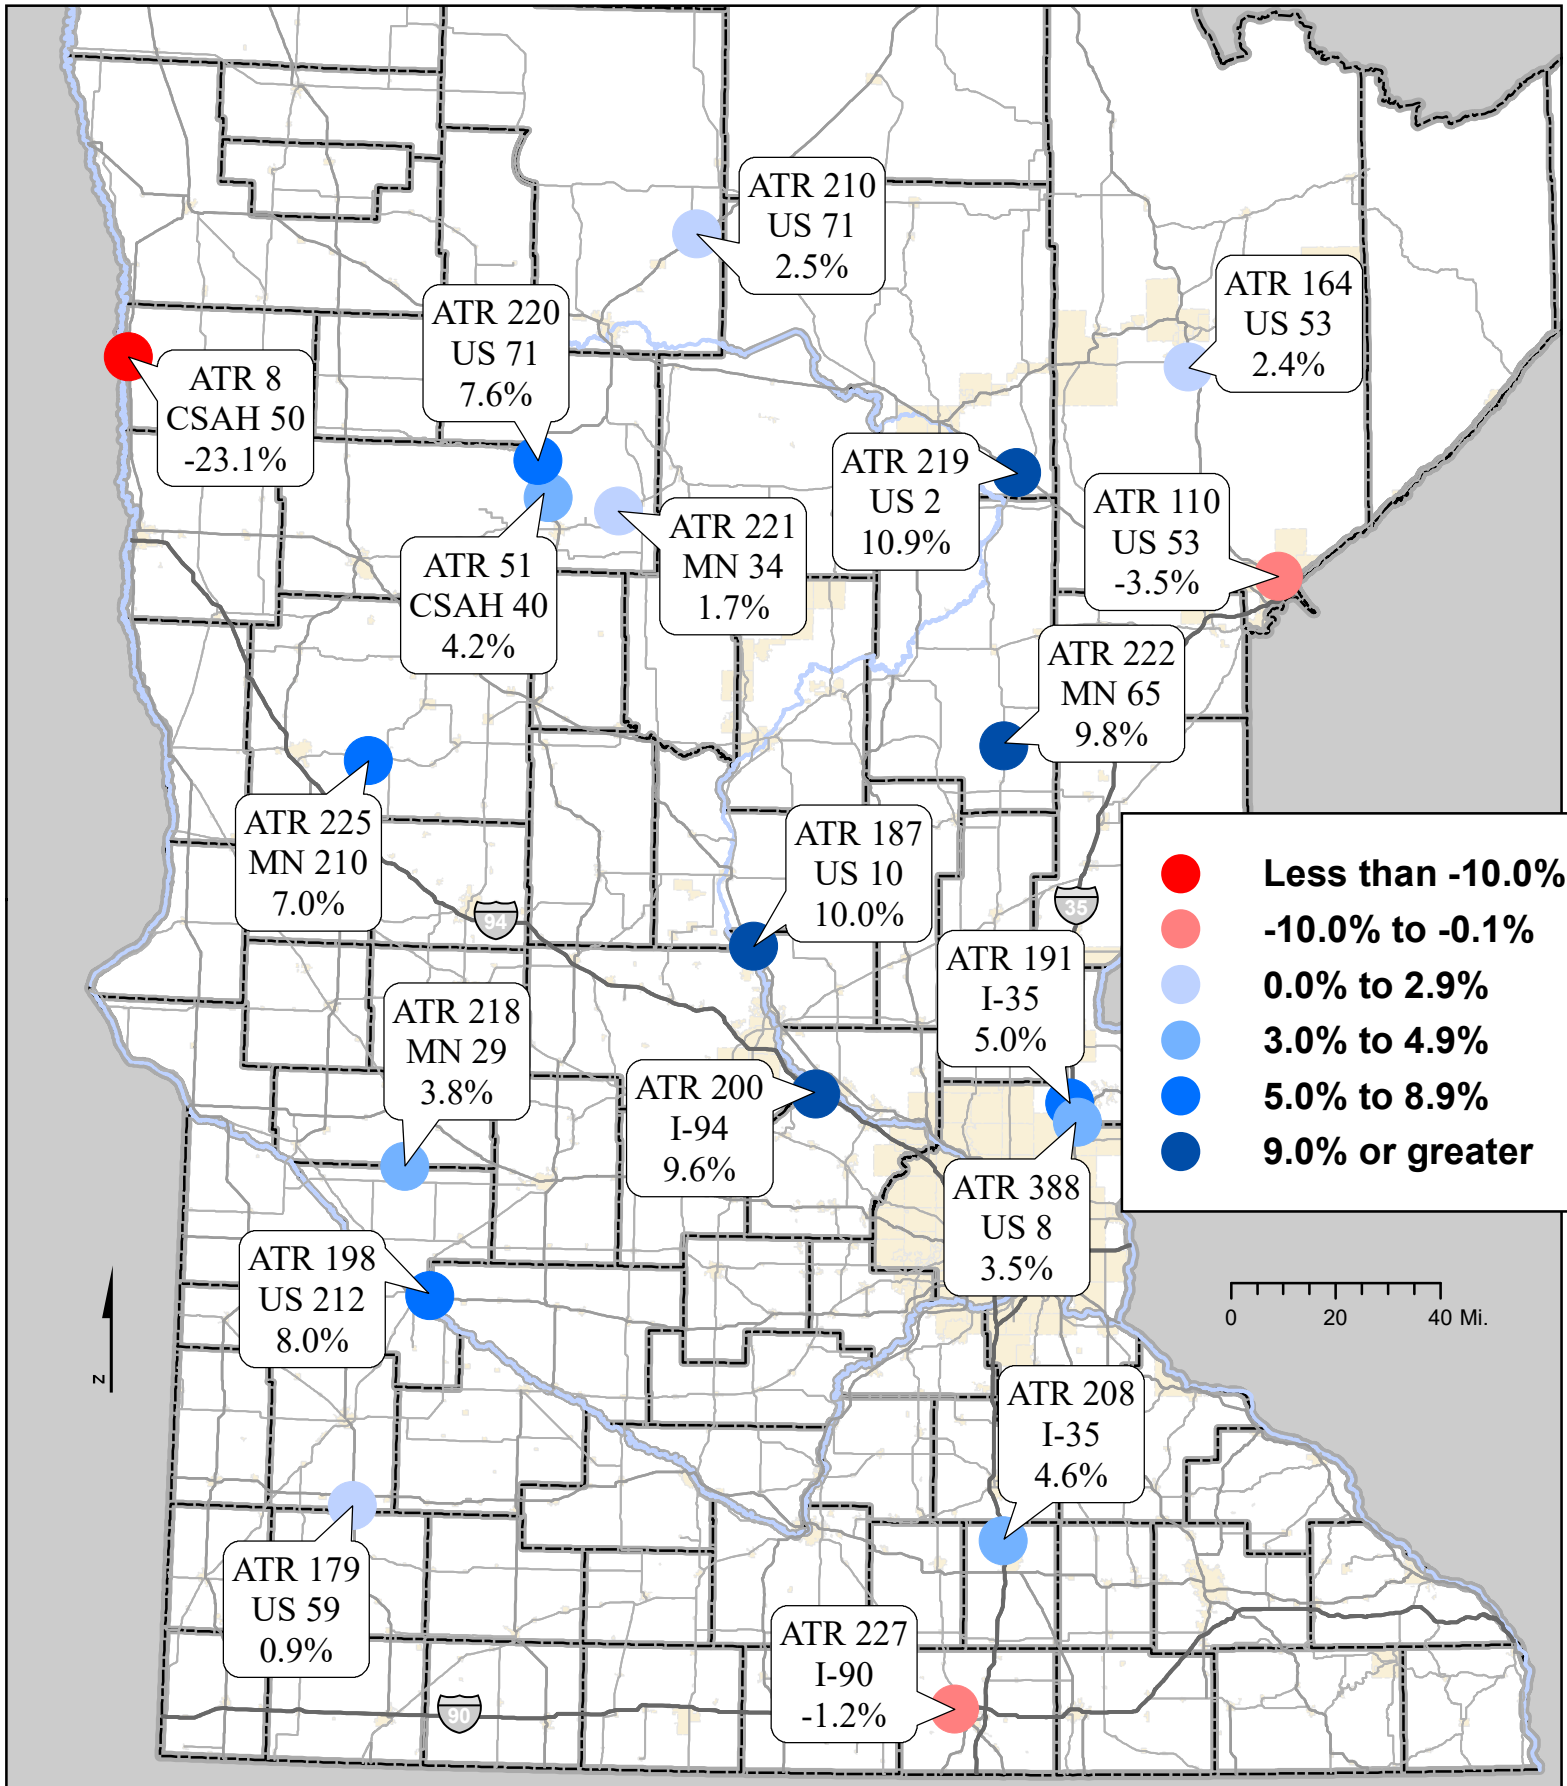 ATR 210
US 71
2.5%
ATR 164
US 53
2.4%
ATR 220
US 71
7.6%
ATR 8
CSAH 50
-23.1%
ATR 219
US 2
10.9%
ATR 110
US 53
-3.5%
ATR 221
MN 34
1.7%
ATR 51
CSAH 40
4.2%
ATR 222
MN 65
9.8%
ATR 225
MN 210
7.0%
ATR 187
US 10
10.0%
94
35
Less than -10.0%
-10.0% to -0.1%
0.0% to 2.9%
3.0% to 4.9%
5.0% to 8.9%
9.0% or greater
ATR 191
I-35
5.0%
ATR 218
MN 29
3.8%
ATR 200
I-94
9.6%
ATR 388
US 8
3.5%
ATR 198
US 212
8.0%
0 20 40 Mi.
N
ATR 208
I-35
4.6%
ATR 179
US 59
0.9%
ATR 227
I-90
-1.2%
90